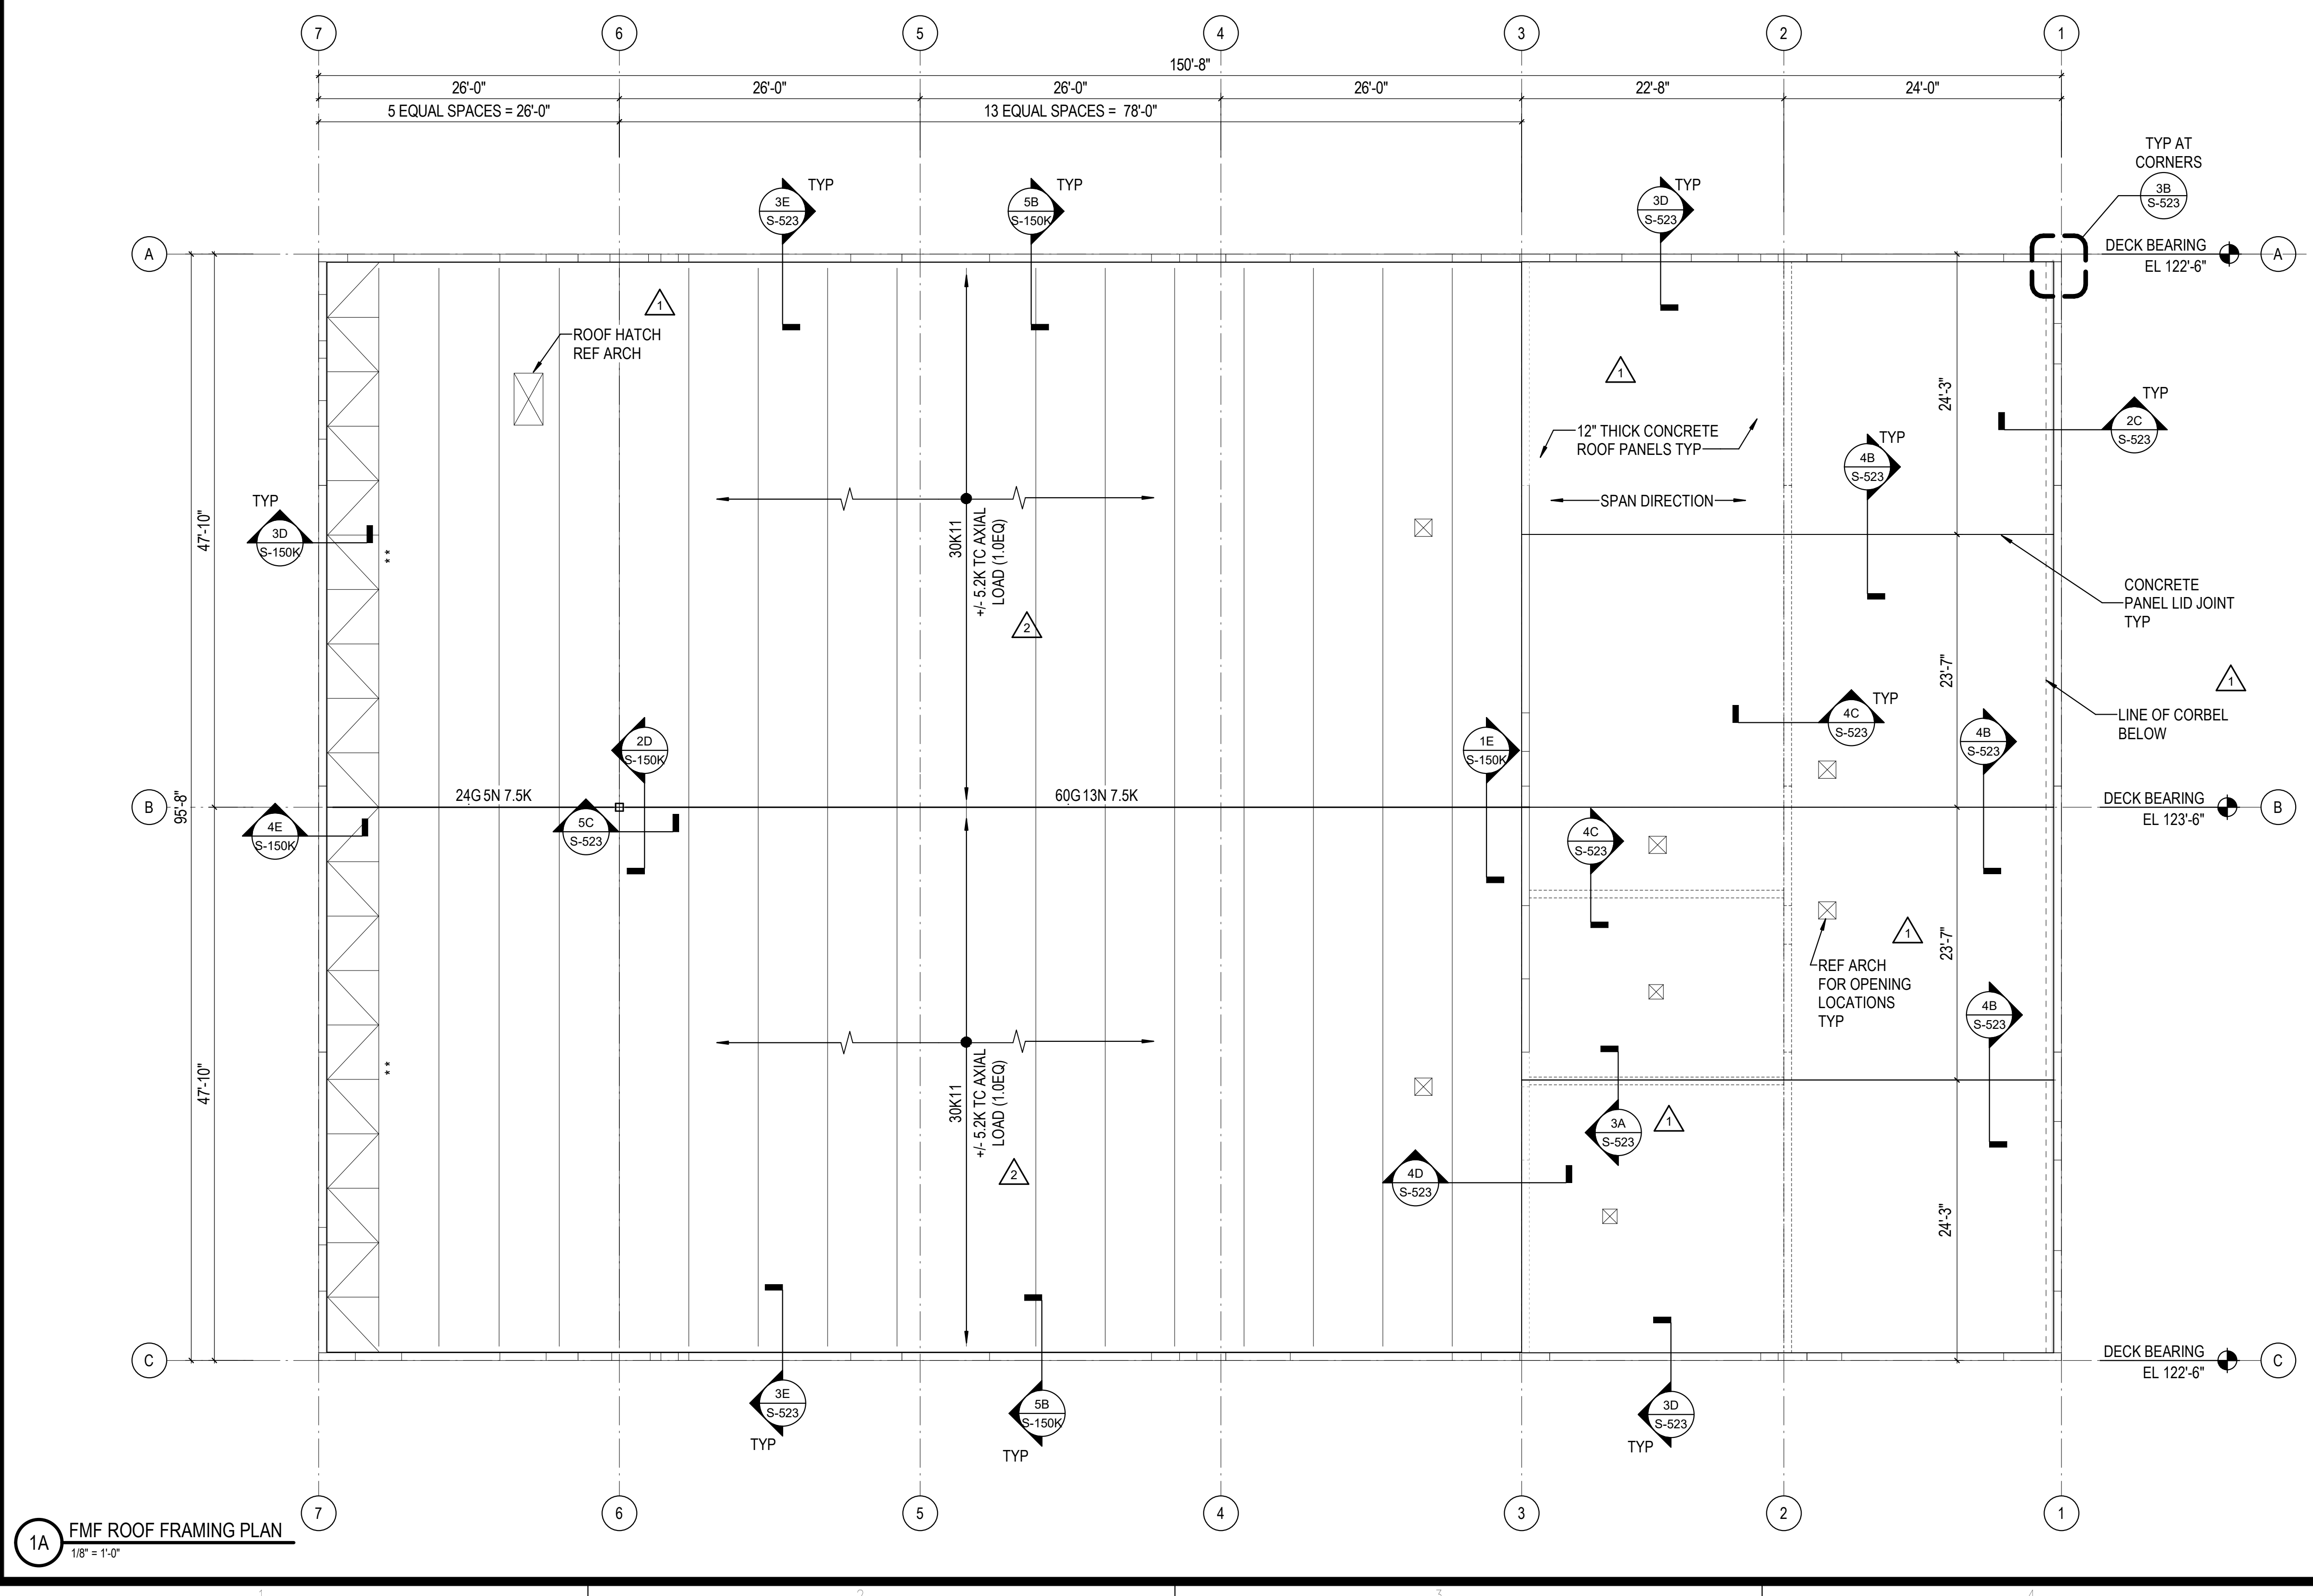 7 6 5 4 3 2 1
150'-8"
26'-0" 26'-0" 26'-0" 26'-0" 22'-8" 24'-0"
5 EQUAL SPACES = 26'-0"
13 EQUAL SPACES = 78'-0"
TYP AT
CORNERS
3B
S-523
TYP
3E
S-523
TYP
5B
S-150K
TYP
3D
S-523
A
DECK BEARING
EL 122'-6"
A
1
ROOF HATCH
REF ARCH
1
12" THICK CONCRETE
ROOF PANELS TYP
SPAN DIRECTION
24'-3"
TYP
2C
S-523
TYP
4B
S-523
TYP
3D
S-150K
47'-10"
**
30K11
+/- 5.2K TC AXIAL
LOAD (1.0EQ)
2
CONCRETE
PANEL LID JOINT
TYP
23'-7"
1
LINE OF CORBEL
BELOW
TYP
4C
S-523
4B
S-523
2D
S-150K
1E
S-150K
B
95'-8"
24G 5N 7.5K
60G 13N 7.5K
DECK BEARING
EL 123'-6"
B
4E
S-150K
5C
S-523
4C
S-523
1
23'-7"
REF ARCH
FOR OPENING
LOCATIONS
TYP
4B
S-523
47'-10"
**
30K11
+/- 5.2K TC AXIAL
LOAD (1.0EQ)
2
3A
S-523
1
4D
S-523
24'-3"
C
DECK BEARING
EL 122'-6"
C
3E
S-523
TYP
5B
S-150K
TYP
3D
S-523
TYP
7 6 5 4 3 2 1
1A
FMF ROOF FRAMING PLAN
1/8" = 1'-0"
1 2 3 4